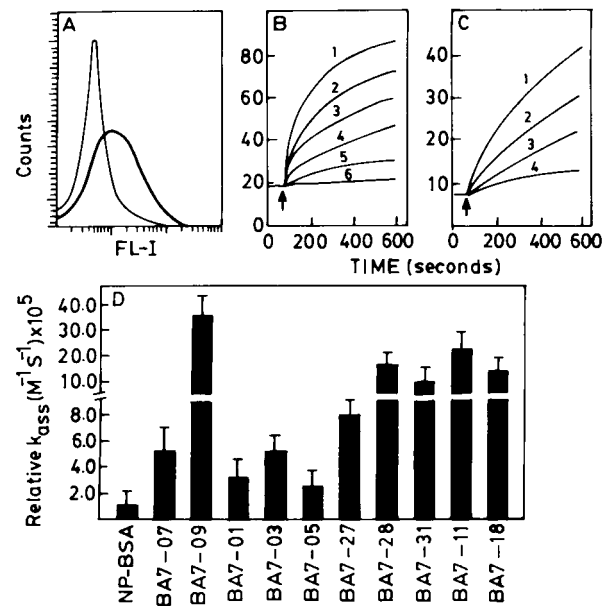 A
Counts
FL-I
B
80
60
40
20
0
1
2
3
4
5
6
0 200 400 600
C
40
30
20
10
0
1
2
3
4
0 200 400 600
TIME (seconds)
D
Relative kass (M⁻¹S⁻¹)×10⁵
40.0
30.0
20.0
10.0
8.0
6.0
4.0
2.0
NP-BSA
BA7-07
BA7-09
BA7-01
BA7-03
BA7-05
BA7-27
BA7-28
BA7-31
BA7-11
BA7-18